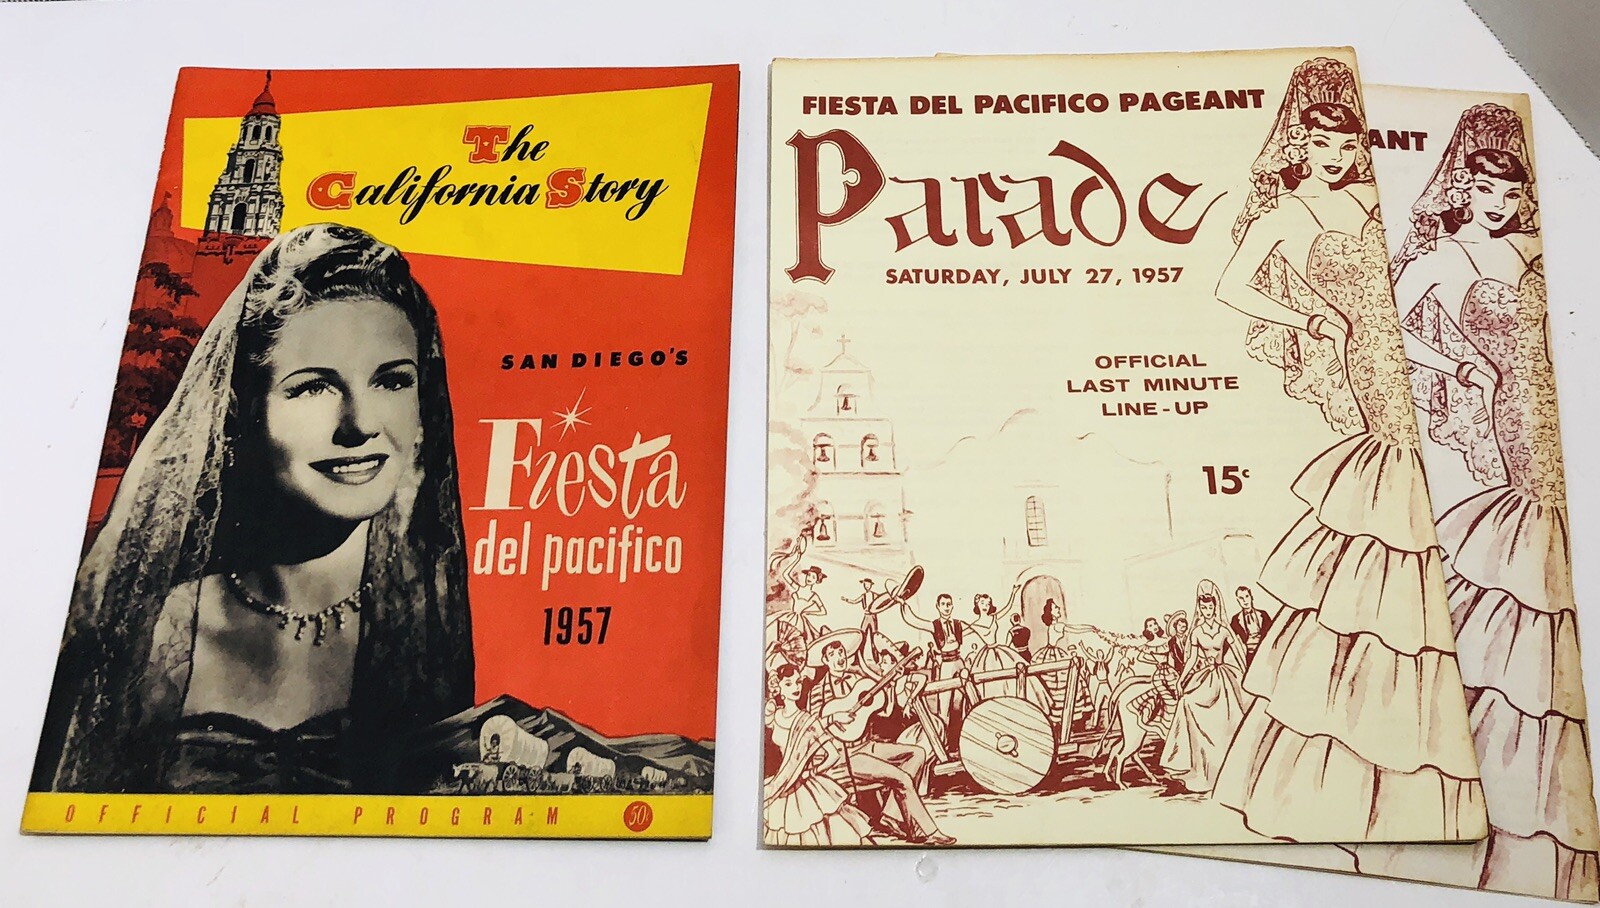 The
California Story
SAN DIEGO'S
Fiesta
del pacifico
1957
OFFICIAL PROGRAM 50¢
FIESTA DEL PACIFICO PAGEANT
Parade
SATURDAY, JULY 27, 1957
OFFICIAL
LAST MINUTE
LINE-UP
15¢
ANT